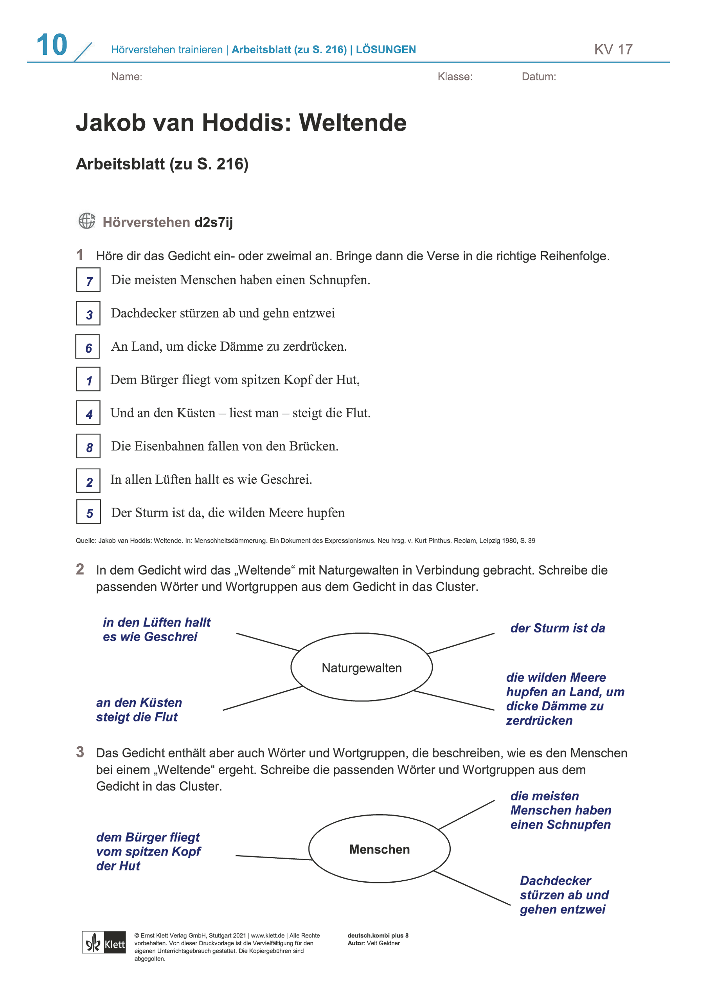 10
Hörverstehen trainieren | Arbeitsblatt (zu S. 216) | LÖSUNGEN
KV 17
Name:
Klasse:
Datum:
Jakob van Hoddis: Weltende
Arbeitsblatt (zu S. 216)
Hörverstehen d2s7ij
1 Höre dir das Gedicht ein- oder zweimal an. Bringe dann die Verse in die richtige Reihenfolge.
7 Die meisten Menschen haben einen Schnupfen.
3 Dachdecker stürzen ab und gehn entzwei
6 An Land, um dicke Dämme zu zerdrücken.
1 Dem Bürger fliegt vom spitzen Kopf der Hut,
4 Und an den Küsten – liest man – steigt die Flut.
8 Die Eisenbahnen fallen von den Brücken.
2 In allen Lüften hallt es wie Geschrei.
5 Der Sturm ist da, die wilden Meere hupfen
Quelle: Jakob van Hoddis: Weltende. In: Menschheitsdämmerung. Ein Dokument des Expressionismus. Neu hrsg. v. Kurt Pinthus. Reclam, Leipzig 1980, S. 39
2 In dem Gedicht wird das „Weltende“ mit Naturgewalten in Verbindung gebracht. Schreibe die
passenden Wörter und Wortgruppen aus dem Gedicht in das Cluster.
in den Lüften hallt
es wie Geschrei
der Sturm ist da
Naturgewalten
an den Küsten
steigt die Flut
die wilden Meere
hupfen an Land, um
dicke Dämme zu
zerdrücken
3 Das Gedicht enthält aber auch Wörter und Wortgruppen, die beschreiben, wie es den Menschen
bei einem „Weltende“ ergeht. Schreibe die passenden Wörter und Wortgruppen aus dem
Gedicht in das Cluster.
die meisten
Menschen haben
einen Schnupfen
dem Bürger fliegt
vom spitzen Kopf
der Hut
Menschen
Dachdecker
stürzen ab und
gehen entzwei
Klett
© Ernst Klett Verlag GmbH, Stuttgart 2021 | www.klett.de | Alle Rechte
vorbehalten. Von dieser Druckvorlage ist die Vervielfältigung für den
eigenen Unterrichtsgebrauch gestattet. Die Kopiergebühren sind
abgegolten.
deutsch.kombi plus 8
Autor: Veit Geldner